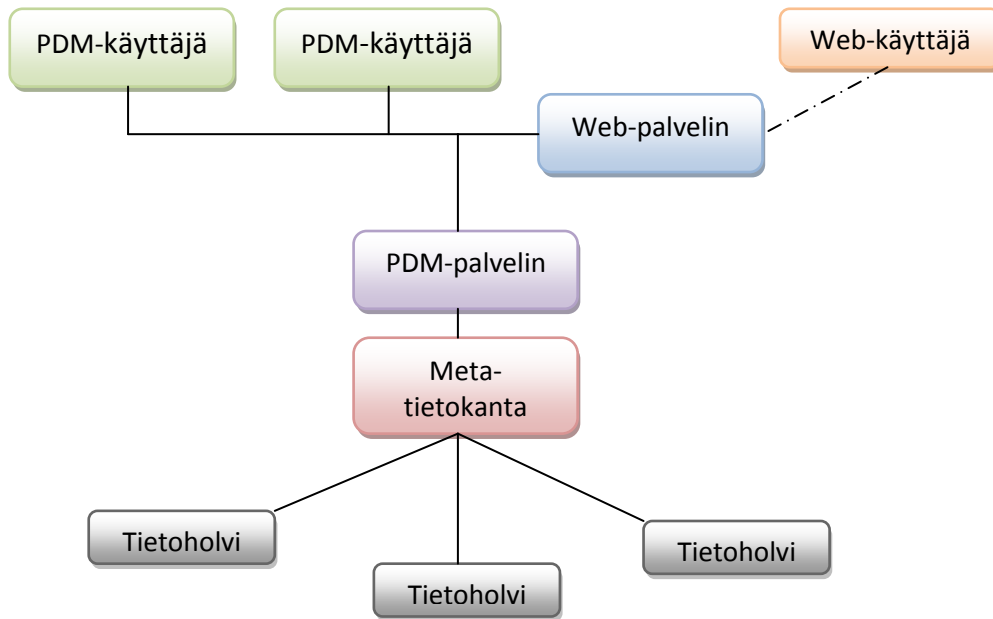 PDM-käyttäjä
PDM-käyttäjä
Web-käyttäjä
Web-palvelin
PDM-palvelin
Meta-
tietokanta
Tietoholvi
Tietoholvi
Tietoholvi